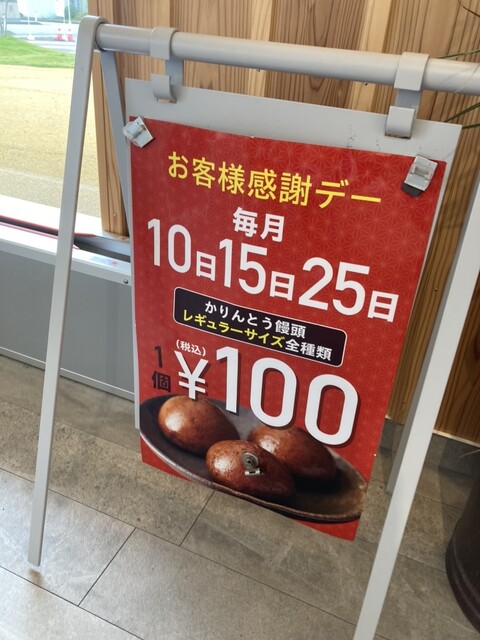 お客様感謝デー
毎月
10日15日25日
かりんとう饅頭
レギュラーサイズ全種類
1個(税込)¥100